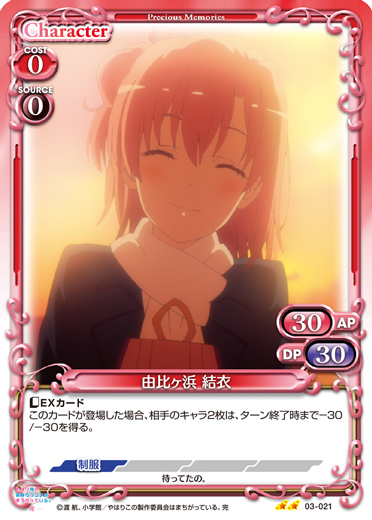 Precious Memories
Character
COST
0
SOURCE
0
30 AP
DP 30
由比ヶ浜 結衣
EXカード
このカードが登場した場合、相手のキャラ2枚は、ターン終了時まで−30
/−30を得る。
制服
待ってたの。
©渡 航、小学館/やはりこの製作委員会はまちがっている。完
03-021